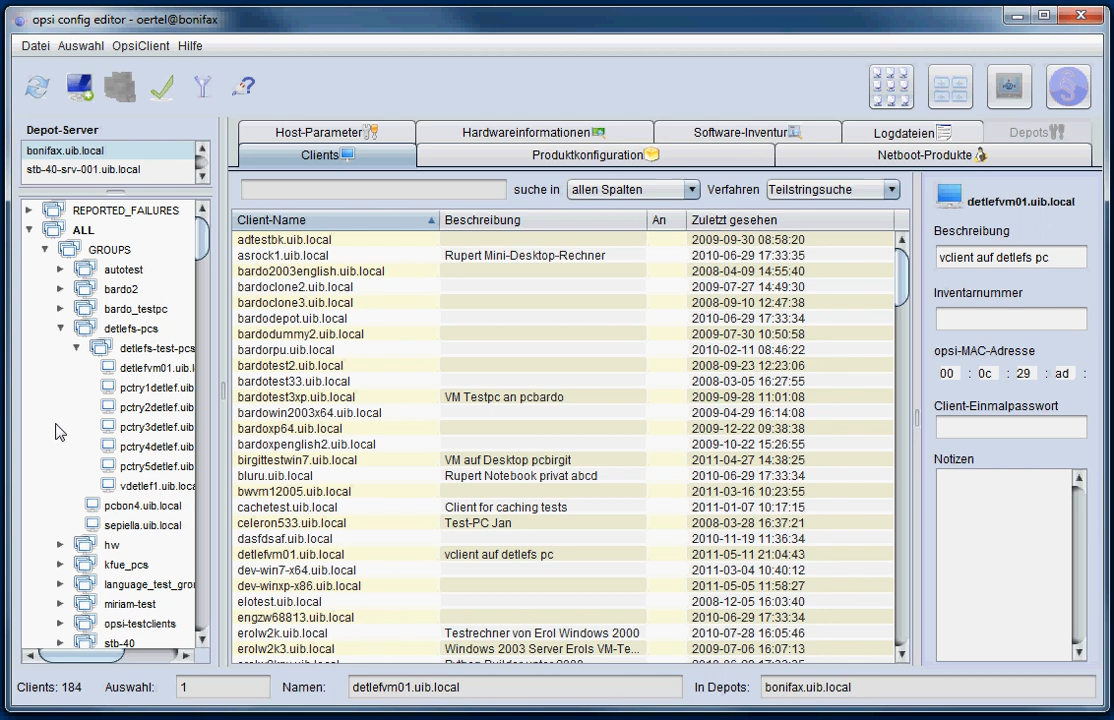 opsi config editor - oertel@bonifax
Datei Auswahl OpsiClient Hilfe
Depot-Server
bonifax.uib.local
stb-40-srv-001.uib.local
REPORTED_FAILURES
ALL
GROUPS
autotest
bardo2
bardo_testpc
detlefs-pcs
detlefs-test-pcs
detlefvm01.uib.l
pctry1detlef.uib
pctry2detlef.uib
pctry3detlef.uib
pctry4detlef.uib
pctry5detlef.uib
vdetlef1.uib.loca
pcbon4.uib.local
sepiella.uib.local
hw
kfue_pcs
language_test_grou
miriam-test
opsi-testclients
stb-40
Host-Parameter Hardwareinformationen Software-Inventur Logdateien Depots
Clients Produktkonfiguration Netboot-Produkte
suche in allen Spalten Verfahren Teilstringsuche
Client-Name Beschreibung An Zuletzt gesehen
adtestbk.uib.local 2009-09-30 08:58:20
asrock1.uib.local Rupert Mini-Desktop-Rechner 2010-06-29 17:33:35
bardo2003english.uib.local 2008-04-09 14:55:40
bardoclone2.uib.local 2009-07-27 14:49:30
bardoclone3.uib.local 2008-09-10 12:47:38
bardodepot.uib.local 2010-06-29 17:33:34
bardodummy2.uib.local 2009-07-30 10:50:58
bardorpu.uib.local 2010-02-11 08:46:22
bardotest2.uib.local 2008-09-23 12:23:06
bardotest33.uib.local 2008-03-05 16:27:55
bardotest3xp.uib.local VM Testpc an pcbardo 2009-09-28 11:01:08
bardowin2003x64.uib.local 2009-04-29 16:14:08
bardoxp64.uib.local 2009-12-22 09:38:38
bardoxpenglish2.uib.local 2009-10-22 15:26:55
birgittestwin7.uib.local VM auf Desktop pcbirgit 2011-04-27 14:38:25
bluru.uib.local Rupert Notebook privat abcd 2010-06-29 17:33:34
bwvm12005.uib.local 2011-03-16 10:23:55
cachetest.uib.local Client for caching tests 2011-01-07 10:17:15
celeron533.uib.local Test-PC Jan 2008-03-28 16:37:21
dasfdsaf.uib.local 2010-11-19 11:36:34
detlefvm01.uib.local vclient auf detlefs pc 2011-05-11 21:04:43
dev-win7-x64.uib.local 2011-03-04 10:40:12
dev-winxp-x86.uib.local 2011-05-05 11:58:27
elotest.uib.local 2008-12-05 16:03:40
engzw68813.uib.local
erolw2k.uib.local Testrechner von Erol Windows 2000 2010-07-28 16:05:46
erolw2k3.uib.local Windows 2003 Server Erols VM-Te... 2009-07-06 16:07:13
detlefvm01.uib.local
Beschreibung
vclient auf detlefs pc
Inventarnummer
opsi-MAC-Adresse
00 : 0c : 29 : ad :
Client-Einmalpasswort
Notizen
Clients: 184 Auswahl: 1 Namen: detlefvm01.uib.local In Depots: bonifax.uib.local